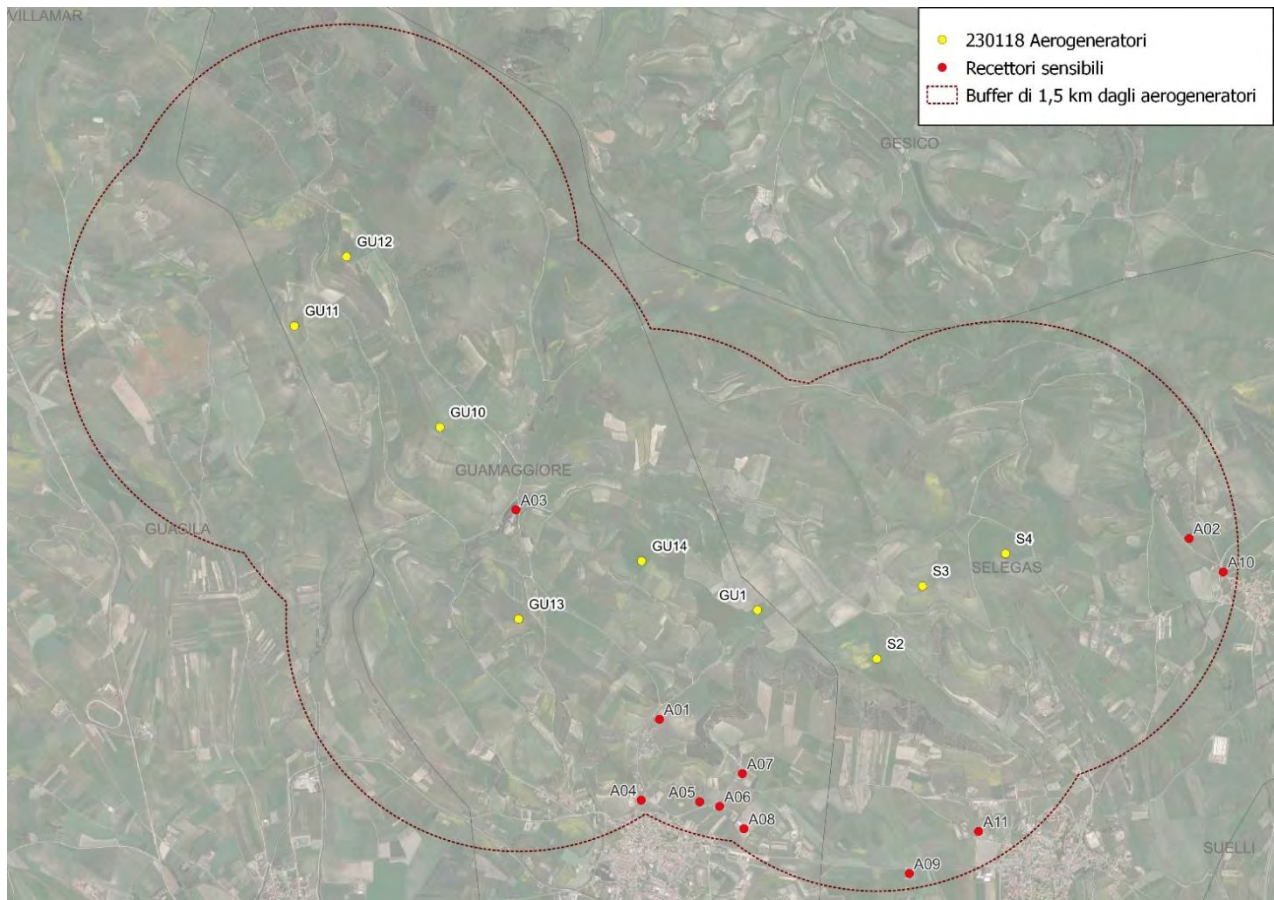 VILLAMAR
230118 Aerogeneratori
Recettori sensibili
Buffer di 1,5 km dagli aerogeneratori
GESICO
GU12
GU11
GU10
GUAMAGGIORE
A03
GUASILA
GU14
S4
SELEGAS
A02
A10
S3
GU1
GU13
S2
A01
A07
A04
A05
A06
A08
A11
SUELLI
A09